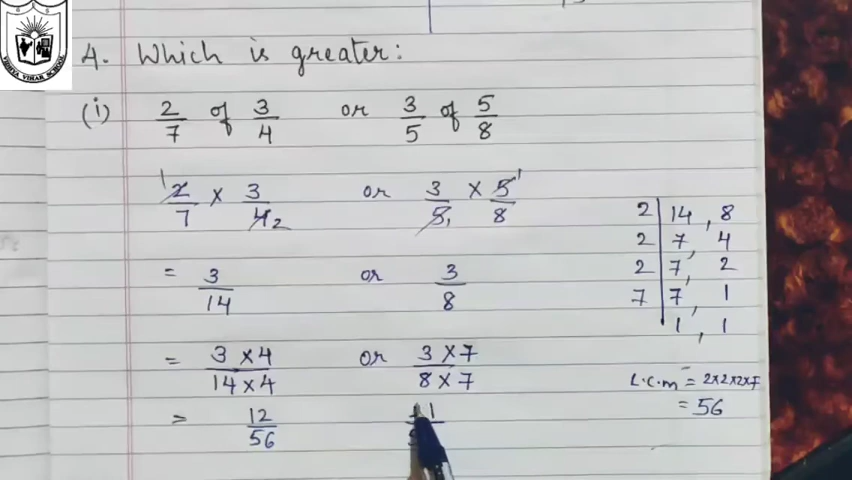 VIDHYA VIHAR SCHOOL
4. Which is greater:
(i) 2/7 of 3/4 or 3/5 of 5/8
1 2/7 × 3/4 2 or 3/5 1 × 5/8 1
= 3/14 or 3/8
= 3×4/14×4 or 3×7/8×7
= 12/56
2 | 14, 8
2 | 7, 4
2 | 7, 2
7 | 7, 1
1, 1
L.C.M = 2×2×2×7
= 56